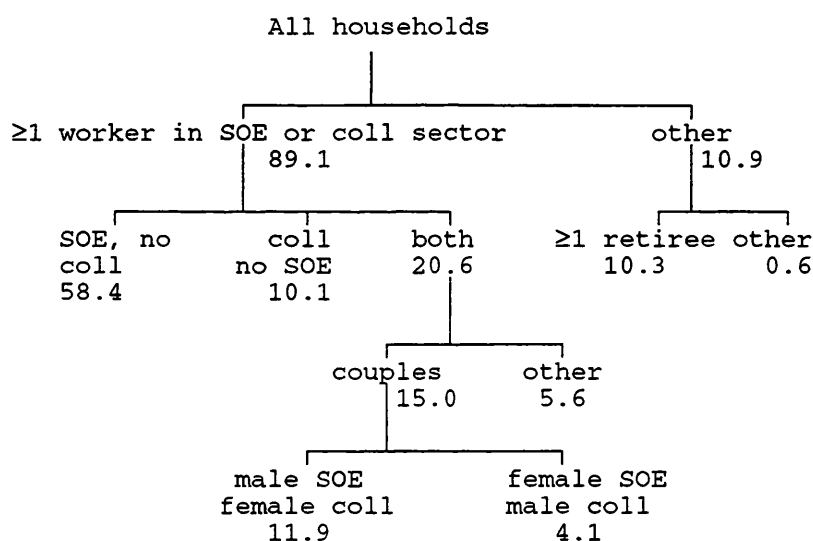 All households
≥1 worker in SOE or coll sector other
89.1 10.9
SOE, no coll both ≥1 retiree other
coll no SOE 20.6 10.3 0.6
58.4 10.1
couples other
15.0 5.6
male SOE female SOE
female coll male coll
11.9 4.1